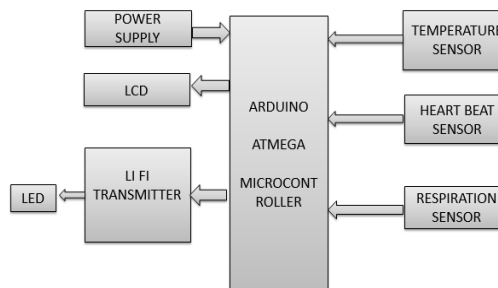 POWER
SUPPLY
LCD
LI FI
TRANSMITTER
LED
ARDUINO
ATMEGA
MICROCONT
ROLLER
TEMPERATURE
SENSOR
HEART BEAT
SENSOR
RESPIRATION
SENSOR